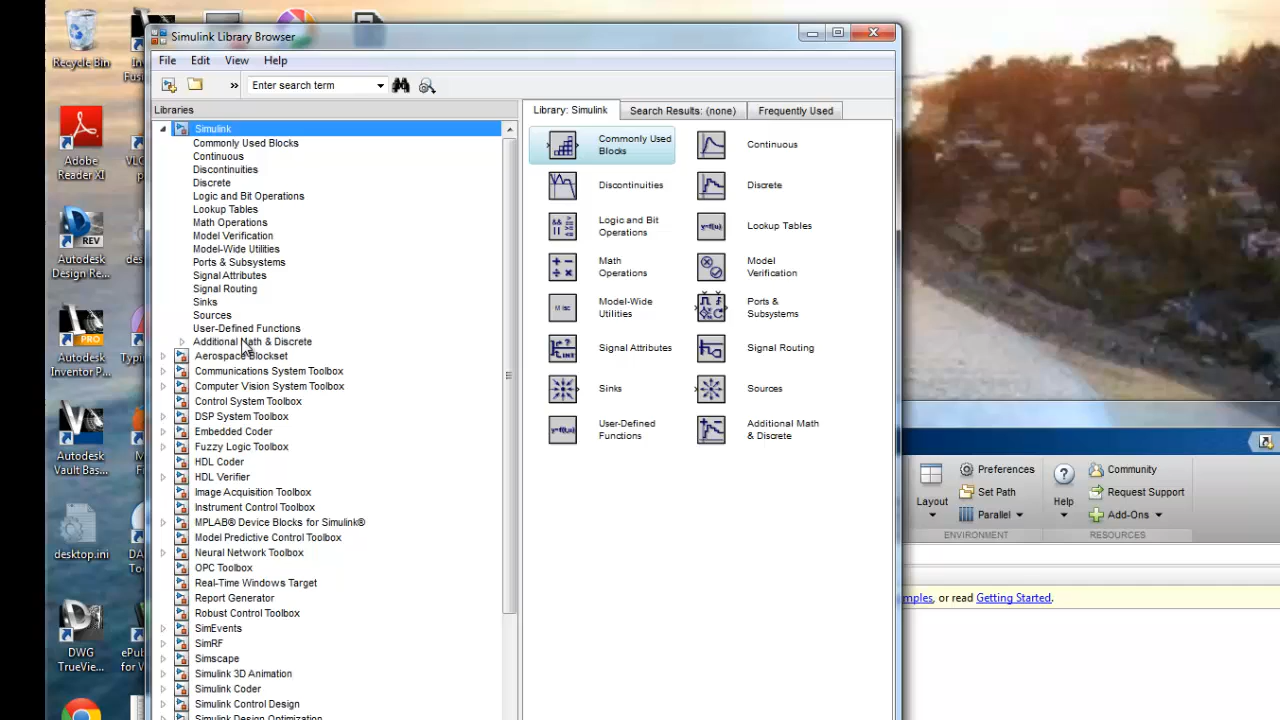 Recycle Bin
Adobe
Reader XI
Autodesk
Design Re...
REV
Autodesk
Inventor P...
PRO
Autodesk
Vault Bas...
desktop.ini
DWG
TrueVie...
Simulink Library Browser
File Edit View Help
» Enter search term
Libraries
Simulink
Commonly Used Blocks
Continuous
Discontinuities
Discrete
Logic and Bit Operations
Lookup Tables
Math Operations
Model Verification
Model-Wide Utilities
Ports & Subsystems
Signal Attributes
Signal Routing
Sinks
Sources
User-Defined Functions
Additional Math & Discrete
Aerospace Blockset
Communications System Toolbox
Computer Vision System Toolbox
Control System Toolbox
DSP System Toolbox
Embedded Coder
Fuzzy Logic Toolbox
HDL Coder
HDL Verifier
Image Acquisition Toolbox
Instrument Control Toolbox
MPLAB® Device Blocks for Simulink®
Model Predictive Control Toolbox
Neural Network Toolbox
OPC Toolbox
Real-Time Windows Target
Report Generator
Robust Control Toolbox
SimEvents
SimRF
Simscape
Simulink 3D Animation
Simulink Coder
Simulink Control Design
Simulink Design Optimization
Library: Simulink Search Results: (none) Frequently Used
Commonly Used
Blocks
Continuous
Discontinuities
Discrete
Logic and Bit
Operations
Lookup Tables
Math
Operations
Model
Verification
Model-Wide
Utilities
Ports &
Subsystems
Signal Attributes
Signal Routing
Sinks
Sources
User-Defined
Functions
Additional Math
& Discrete
Layout
Preferences
Set Path
Parallel
ENVIRONMENT
Help
Community
Request Support
Add-Ons
RESOURCES
mples, or read Getting Started.